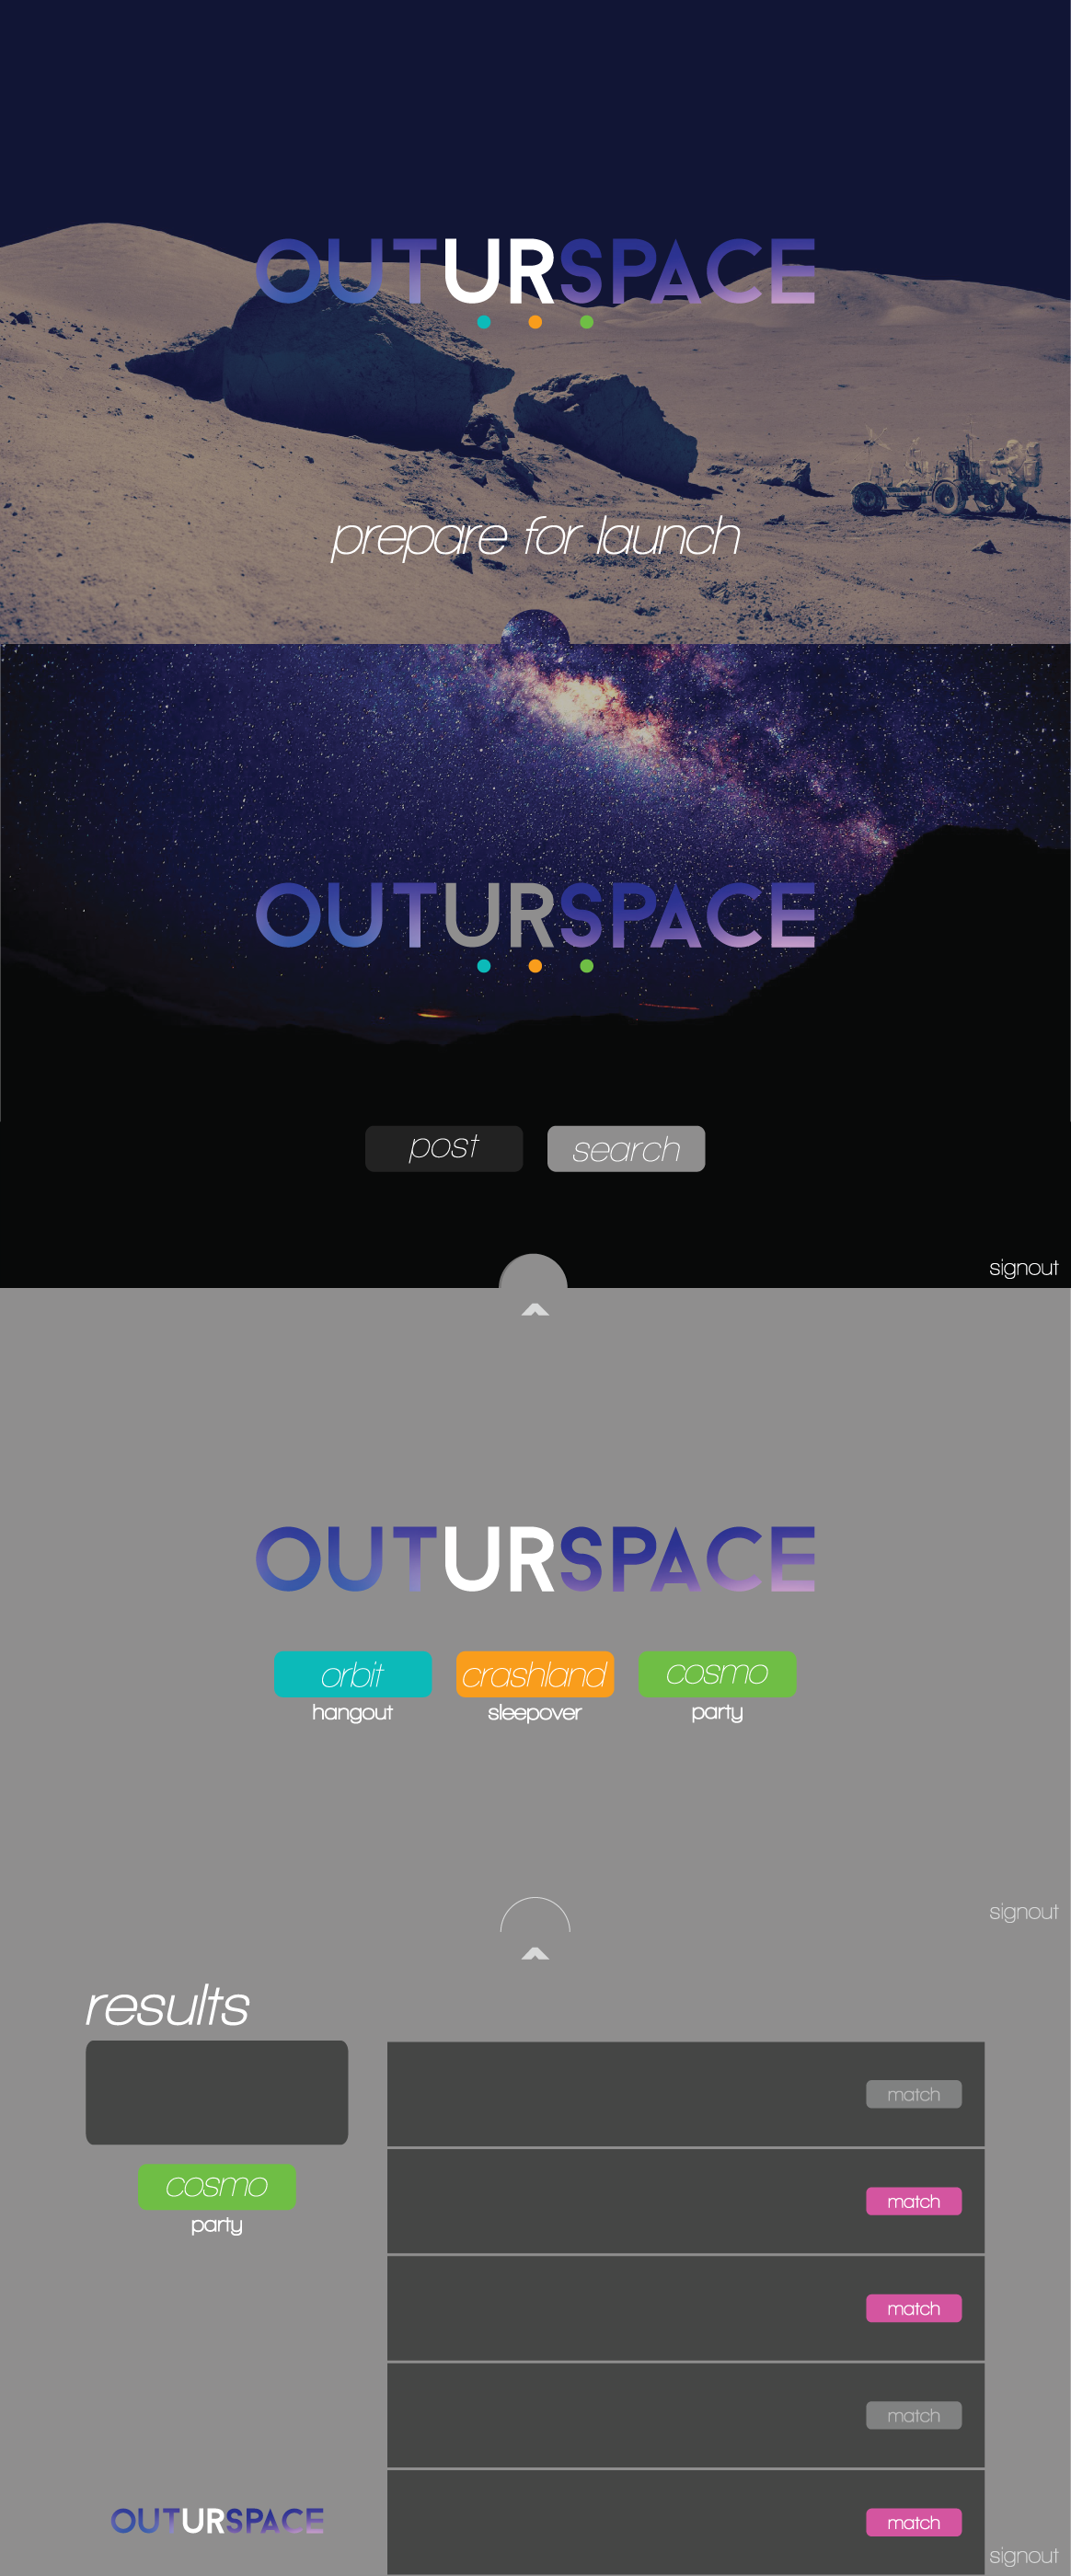 OUTURSPACE
prepare for launch
OUTURSPACE
post search
signout
OUTURSPACE
orbit crashland cosmo
hangout sleepover party
signout
results
match
cosmo
match
party
match
match
OUTURSPACE
match
signout